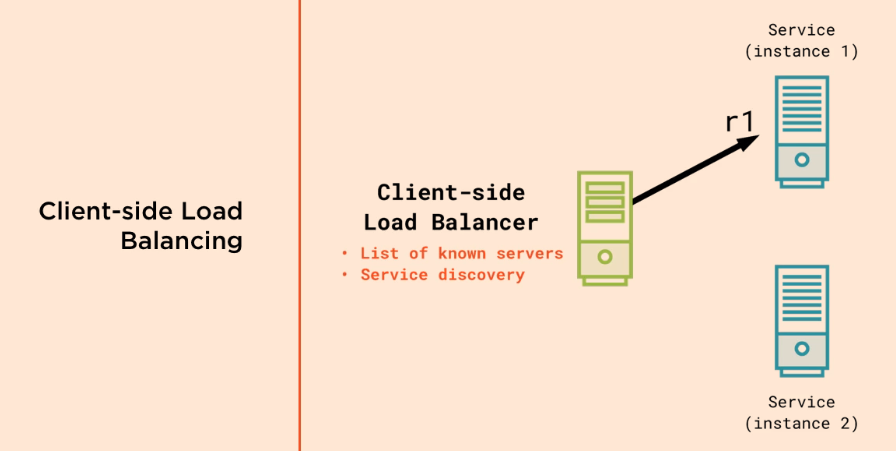 Client-side Load
Balancing
Client-side
Load Balancer
• List of known servers
• Service discovery
r1
Service
(instance 1)
Service
(instance 2)